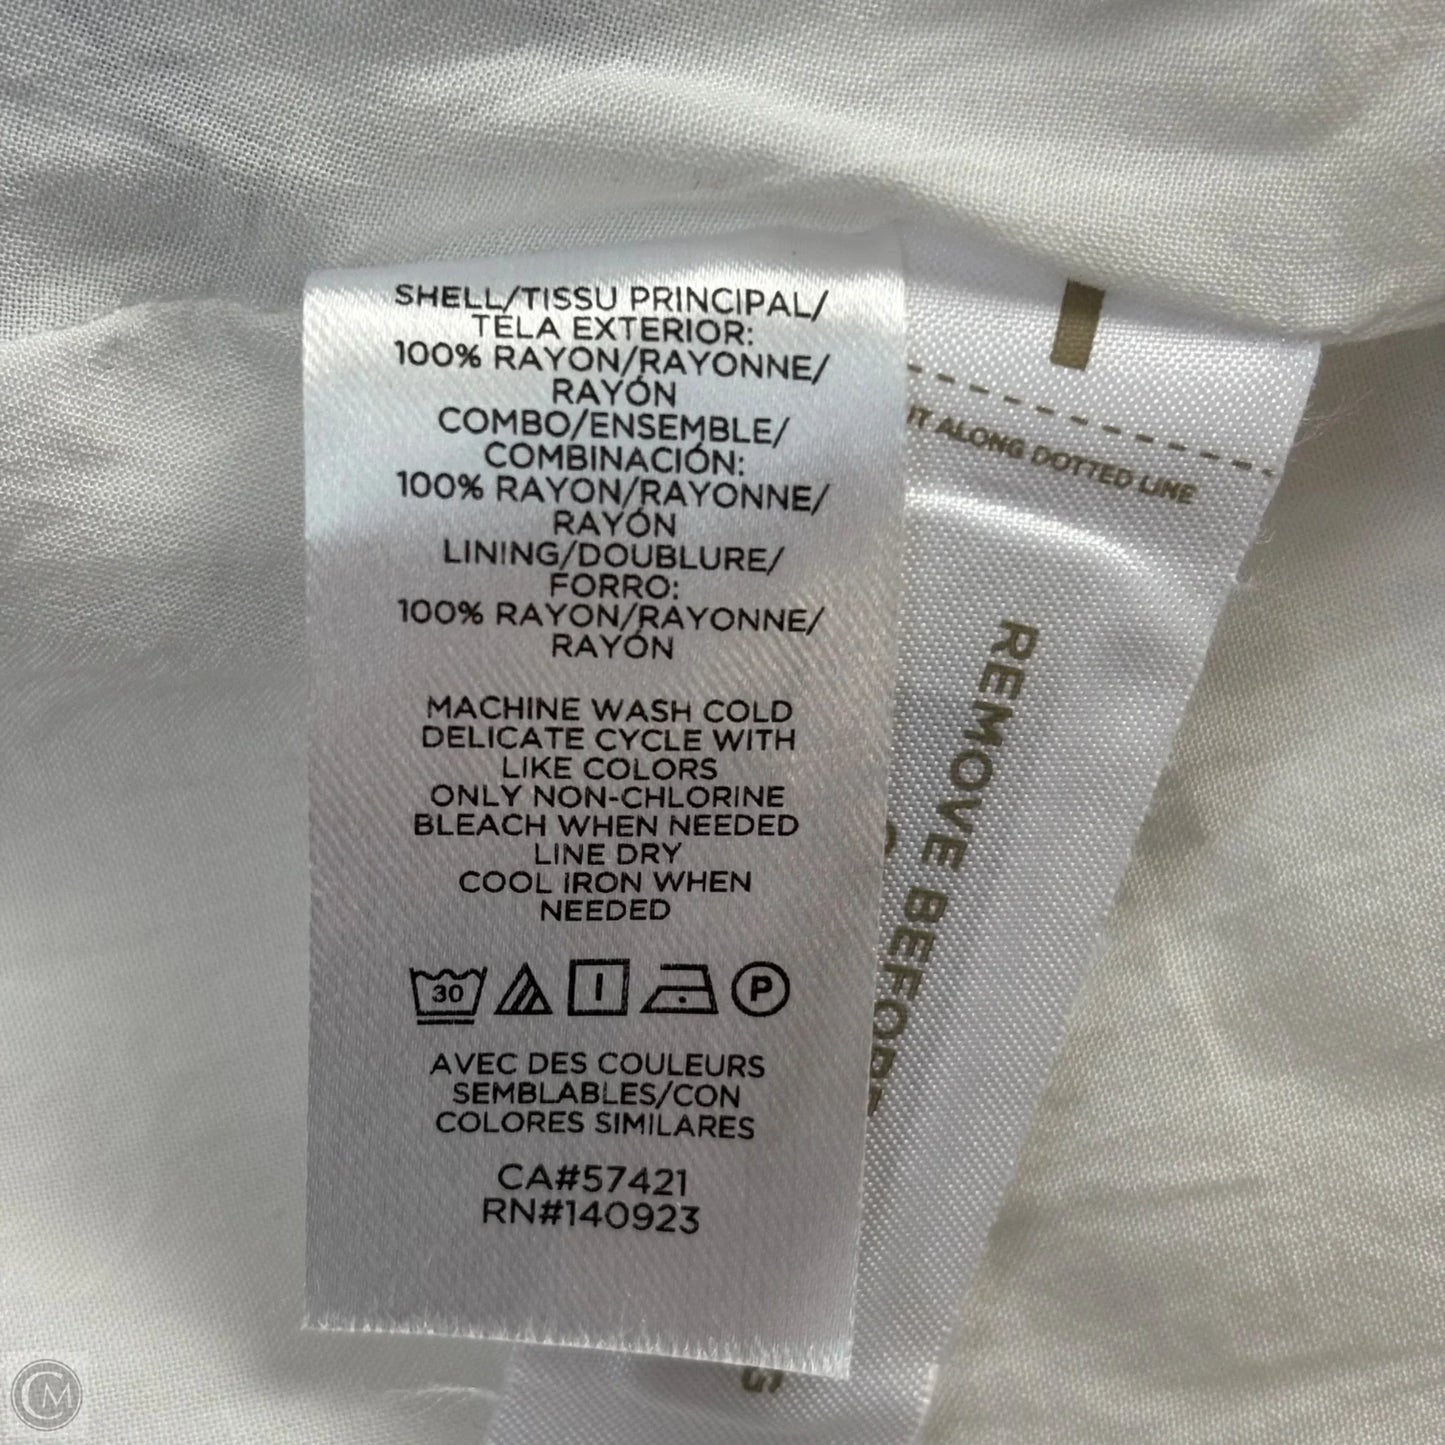 SHELL/TISSU PRINCIPAL/
TELA EXTERIOR:
100% RAYON/RAYONNE/
RAYÓN
COMBO/ENSEMBLE/
COMBINACIÓN:
100% RAYON/RAYONNE/
RAYÓN
LINING/DOUBLURE/
FORRO:
100% RAYON/RAYONNE/
RAYÓN
MACHINE WASH COLD
DELICATE CYCLE WITH
LIKE COLORS
ONLY NON-CHLORINE
BLEACH WHEN NEEDED
LINE DRY
COOL IRON WHEN
NEEDED
30 P
AVEC DES COULEURS
SEMBLABLES/CON
COLORES SIMILARES
CA#57421
RN#140923
IT ALONG DOTTED LINE
REMOVE BEFOR
CM